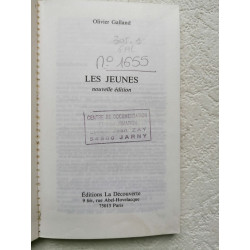 Olivier Galland
N° 1655
LES JEUNES
nouvelle édition
CENTRE DE DOCUMENTATION
JARNY
Éditions La Découverte
9 bis, rue Abel-Hovelacque
75013 Paris